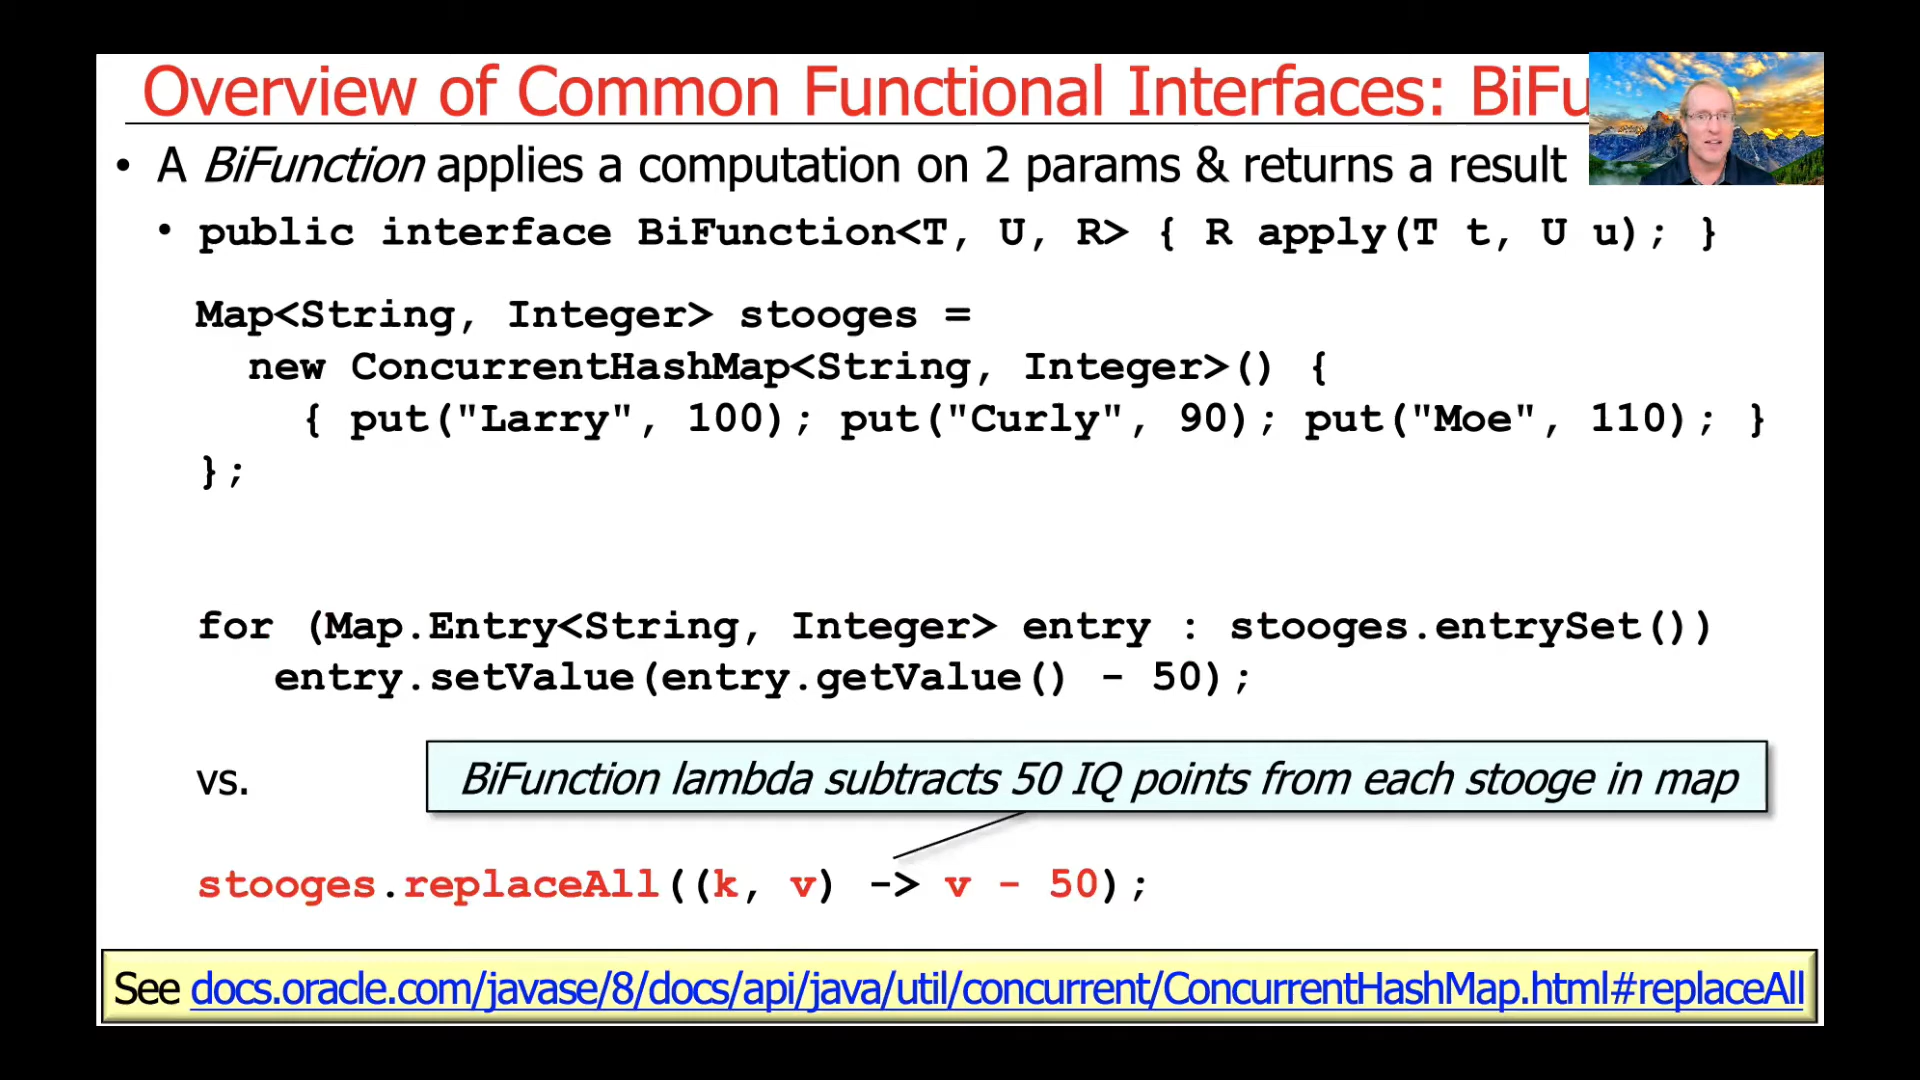 Overview of Common Functional Interfaces: BiFu
• A BiFunction applies a computation on 2 params & returns a result
• public interface BiFunction<T, U, R> { R apply(T t, U u); }
Map<String, Integer> stooges =
new ConcurrentHashMap<String, Integer>() {
{ put("Larry", 100); put("Curly", 90); put("Moe", 110); }
};
for (Map.Entry<String, Integer> entry : stooges.entrySet())
entry.setValue(entry.getValue() - 50);
vs.
BiFunction lambda subtracts 50 IQ points from each stooge in map
stooges.replaceAll((k, v) -> v - 50);
See docs.oracle.com/javase/8/docs/api/java/util/concurrent/ConcurrentHashMap.html#replaceAll